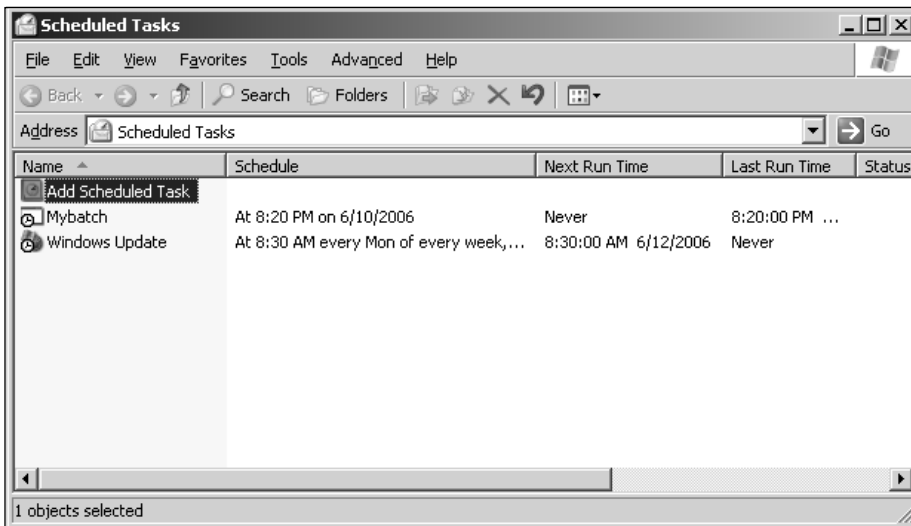 Scheduled Tasks
File Edit View Favorites Tools Advanced Help
Back Search Folders
Address Scheduled Tasks Go
Name Schedule Next Run Time Last Run Time Status
Add Scheduled Task
Mybatch At 8:20 PM on 6/10/2006 Never 8:20:00 PM ...
Windows Update At 8:30 AM every Mon of every week,... 8:30:00 AM 6/12/2006 Never
1 objects selected